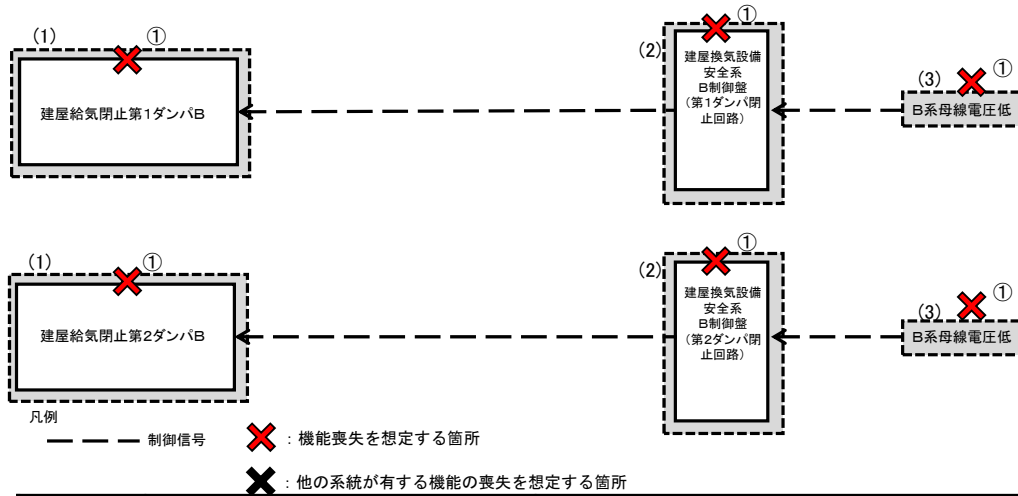 (1)
①
建屋給気閉止第1ダンパB
(2)
①
建屋換気設備
安全系
B制御盤
(第1ダンパ閉
止回路)
(3)
①
B系母線電圧低
(1)
①
建屋給気閉止第2ダンパB
(2)
①
建屋換気設備
安全系
B制御盤
(第2ダンパ閉
止回路)
(3)
①
B系母線電圧低
凡例
制御信号
:機能喪失を想定する箇所
:他の系統が有する機能の喪失を想定する箇所